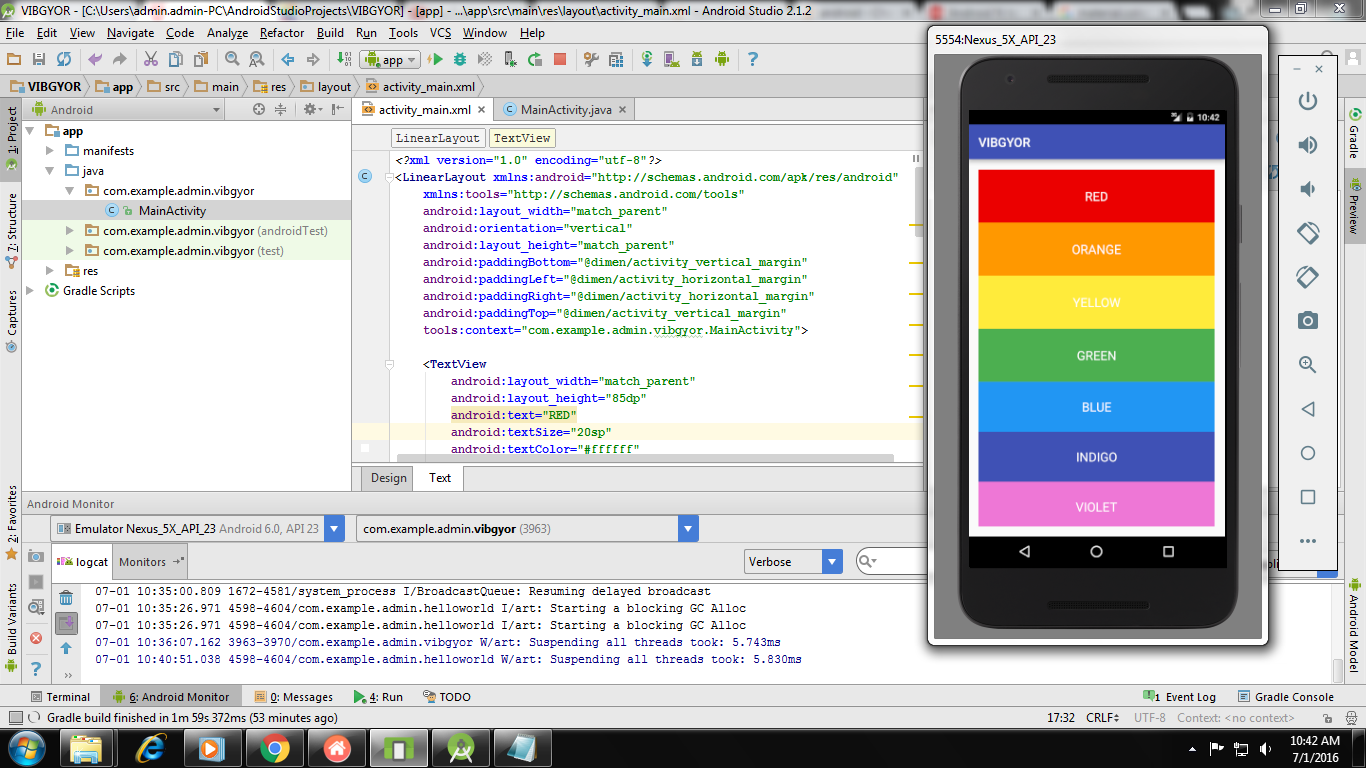 VIBGYOR - [C:\Users\admin.admin-PC\AndroidStudioProjects\VIBGYOR] - [app] - ...\app\src\main\res\layout\activity_main.xml - Android Studio 2.1.2
File Edit View Navigate Code Analyze Refactor Build Run Tools VCS Window Help
app
VIBGYOR app src main res layout activity_main.xml
Android
activity_main.xml MainActivity.java
1: Project
7: Structure
Captures
2: Favorites
Build Variants
app
manifests
java
com.example.admin.vibgyor
MainActivity
com.example.admin.vibgyor (androidTest)
com.example.admin.vibgyor (test)
res
Gradle Scripts
LinearLayout TextView
<?xml version="1.0" encoding="utf-8"?>
<LinearLayout xmlns:android="http://schemas.android.com/apk/res/android"
xmlns:tools="http://schemas.android.com/tools"
android:layout_width="match_parent"
android:orientation="vertical"
android:layout_height="match_parent"
android:paddingBottom="@dimen/activity_vertical_margin"
android:paddingLeft="@dimen/activity_horizontal_margin"
android:paddingRight="@dimen/activity_horizontal_margin"
android:paddingTop="@dimen/activity_vertical_margin"
tools:context="com.example.admin.vibgyor.MainActivity">
<TextView
android:layout_width="match_parent"
android:layout_height="85dp"
android:text="RED"
android:textSize="20sp"
android:textColor="#ffffff"
Design Text
5554:Nexus_5X_API_23
10:42
VIBGYOR
RED
ORANGE
YELLOW
GREEN
BLUE
INDIGO
VIOLET
Gradle
Preview
Android Model
Android Monitor
Emulator Nexus_5X_API_23 Android 6.0, API 23
com.example.admin.vibgyor (3963)
logcat Monitors
Verbose
07-01 10:35:00.809 1672-4581/system_process I/BroadcastQueue: Resuming delayed broadcast
07-01 10:35:26.971 4598-4604/com.example.admin.helloworld I/art: Starting a blocking GC Alloc
07-01 10:35:26.971 4598-4604/com.example.admin.helloworld I/art: Starting a blocking GC Alloc
07-01 10:36:07.162 3963-3970/com.example.admin.vibgyor W/art: Suspending all threads took: 5.743ms
07-01 10:40:51.038 4598-4604/com.example.admin.helloworld W/art: Suspending all threads took: 5.830ms
Terminal 6: Android Monitor 0: Messages 4: Run TODO 1 Event Log Gradle Console
Gradle build finished in 1m 59s 372ms (53 minutes ago) 17:32 CRLF UTF-8 Context: <no context>
10:42 AM
7/1/2016